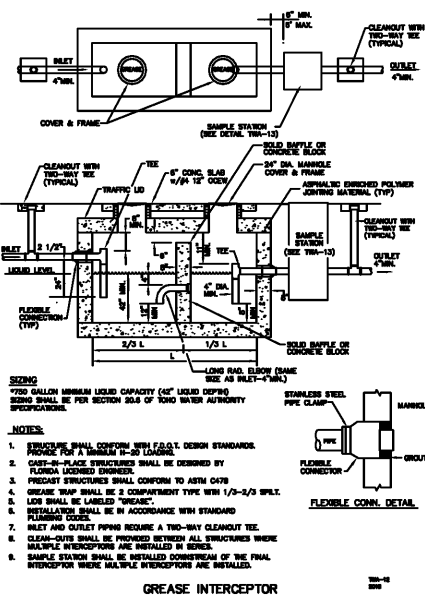 6" MIN.
6" MAX.
CLEANOUT WITH
TWO-WAY TEE
(TYPICAL)
INLET
4"MIN.
GREASE
GREASE
OUTLET
4"MIN.
COVER & FRAME
SAMPLE STATION
(SEE DETAIL TWA-13)
SOLID BAFFLE OR
CONCRETE BLOCK
CLEANOUT WITH
TWO-WAY TEE
(TYPICAL)
TEE
6" CONC. SLAB
w/#4 12" OCEW
24" DIA. MANHOLE
COVER & FRAME
TRAFFIC LID
ASPHALTIC ENRICHED POLYMER
JOINTING MATERIAL (TYP)
6"
MIN.
SAMPLE
STATION
(SEE TWA-13)
CLEANOUT WITH
TWO-WAY TEE
(TYPICAL)
INLET
2 1/2"
6"
TEE
OUTLET
4"MIN.
LIQUID LEVEL
24"
42" MIN.
12"
MIN
4" DIA.
MIN.
FLEXIBLE
CONNECTION
(TYP)
2/3 L
1/3 L
L
SOLID BAFFLE OR
CONCRETE BLOCK
LONG RAD. ELBOW (SAME
SIZE AS INLET-4"MIN.)
SIZING
*750 GALLON MINIMUM LIQUID CAPACITY (42" LIQUID DEPTH)
SIZING SHALL BE PER SECTION 20.6 OF TOHO WATER AUTHORITY
SPECIFICATIONS.
STAINLESS STEEL
PIPE CLAMP
MANHOLE
PIPE
GROUT
FLEXIBLE
CONNECTOR
FLEXIBLE CONN. DETAIL
NOTES:
1. STRUCTURE SHALL CONFORM WITH F.D.O.T. DESIGN STANDARDS.
PROVIDE FOR A MINIMUM H-20 LOADING.
2. CAST-IN-PLACE STRUCTURES SHALL BE DESIGNED BY
FLORIDA LICENSED ENGINEER.
3. PRECAST STRUCTURES SHALL CONFORM TO ASTM C478
4. GREASE TRAP SHALL BE 2 COMPARTMENT TYPE WITH 1/3-2/3 SPLIT.
5. LIDS SHALL BE LABELED "GREASE".
6. INSTALLATION SHALL BE IN ACCORDANCE WITH STANDARD
PLUMBING CODES.
7. INLET AND OUTLET PIPING REQUIRE A TWO-WAY CLEANOUT TEE.
8. CLEAN-OUTS SHALL BE PROVIDED BETWEEN ALL STRUCTURES WHERE
MULTIPLE INTERCEPTORS ARE INSTALLED IN SERIES.
9. SAMPLE STATION SHALL BE INSTALLED DOWNSTREAM OF THE FINAL
INTERCEPTOR WHERE MULTIPLE INTERCEPTORS ARE INSTALLED.
GREASE INTERCEPTOR